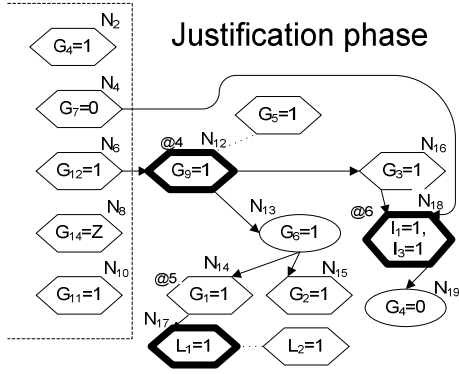 Justification phase
N2
G4=1
N4
G7=0
G5=1
N6
@4
N12
N16
G12=1
G9=1
G3=1
N8
N13
@6
N18
G14=Z
G6=1
I1=1,
I3=1
N10
@5
N14
N15
N19
G11=1
G1=1
G2=1
G4=0
N17
L1=1
L2=1